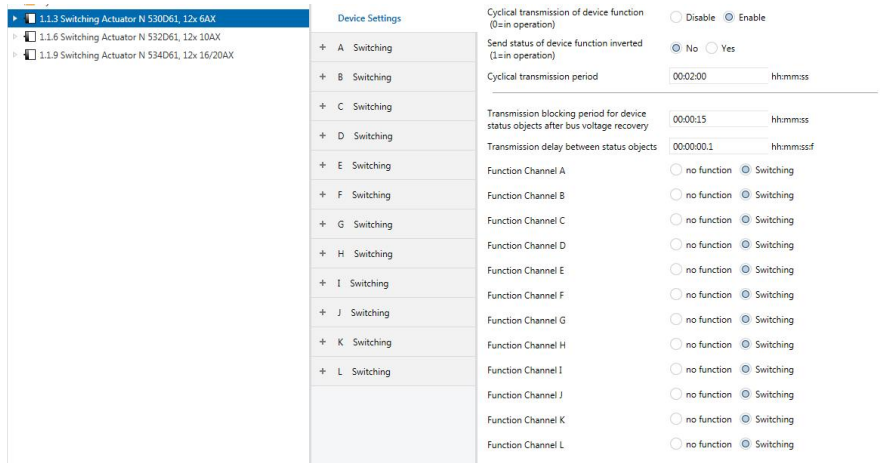 1.1.3 Switching Actuator N 530D61, 12x 6AX
1.1.6 Switching Actuator N 532D61, 12x 10AX
1.1.9 Switching Actuator N 534D61, 12x 16/20AX
Device Settings
+ A Switching
+ B Switching
+ C Switching
+ D Switching
+ E Switching
+ F Switching
+ G Switching
+ H Switching
+ I Switching
+ J Switching
+ K Switching
+ L Switching
Cyclical transmission of device function
(0=in operation)
Disable Enable
Send status of device function inverted
(1=in operation)
No Yes
Cyclical transmission period 00:02:00 hh:mm:ss
Transmission blocking period for device
status objects after bus voltage recovery
00:00:15 hh:mm:ss
Transmission delay between status objects 00:00:00.1 hh:mm:ss:f
Function Channel A no function Switching
Function Channel B no function Switching
Function Channel C no function Switching
Function Channel D no function Switching
Function Channel E no function Switching
Function Channel F no function Switching
Function Channel G no function Switching
Function Channel H no function Switching
Function Channel I no function Switching
Function Channel J no function Switching
Function Channel K no function Switching
Function Channel L no function Switching